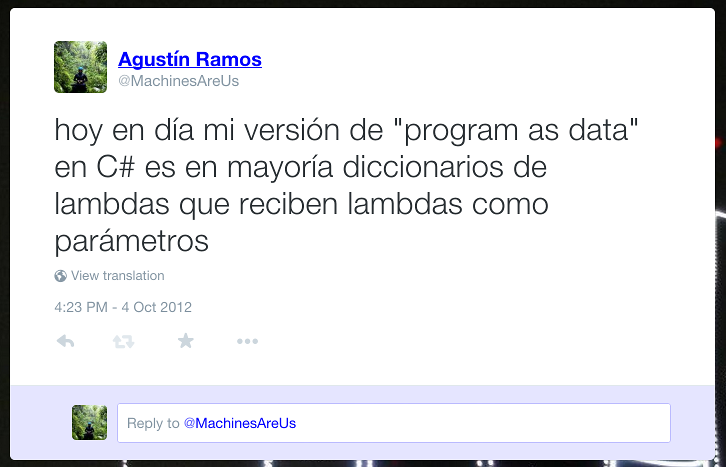 Agustín Ramos
@MachinesAreUs
hoy en día mi versión de "program as data"
en C# es en mayoría diccionarios de
lambdas que reciben lambdas como
parámetros
View translation
4:23 PM - 4 Oct 2012
Reply to @MachinesAreUs